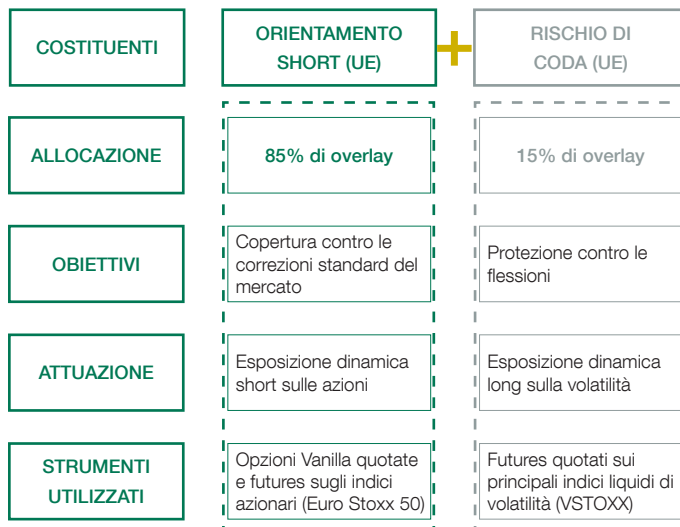 COSTITUENTI
ORIENTAMENTO
SHORT (UE)
+
RISCHIO DI
CODA (UE)
ALLOCAZIONE
85% di overlay
15% di overlay
OBIETTIVI
Copertura contro le
correzioni standard del
mercato
Protezione contro le
flessioni
ATTUAZIONE
Esposizione dinamica
short sulle azioni
Esposizione dinamica
long sulla volatilità
STRUMENTI
UTILIZZATI
Opzioni Vanilla quotate
e futures sugli indici
azionari (Euro Stoxx 50)
Futures quotati sui
principali indici liquidi di
volatilità (VSTOXX)